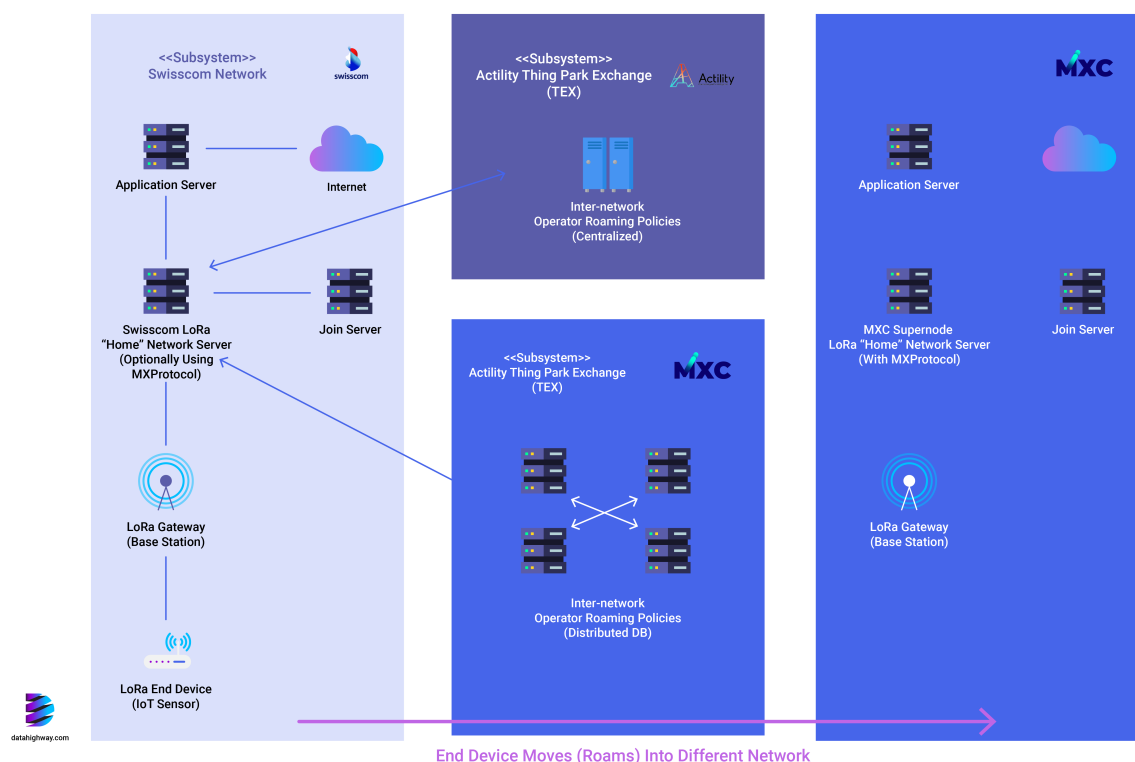 <<Subsystem>>
Swisscom Network
swisscom
Application Server
Internet
Swisscom LoRa
“Home” Network Server
(Optionally Using
MXProtocol)
Join Server
LoRa Gateway
(Base Station)
LoRa End Device
(IoT Sensor)
<<Subsystem>>
Actility Thing Park Exchange
(TEX)
Actility
Inter-network
Operator Roaming Policies
(Centralized)
<<Subsystem>>
Actility Thing Park Exchange
(TEX)
MXC
Inter-network
Operator Roaming Policies
(Distributed DB)
MXC
Application Server
MXC Supernode
LoRa “Home” Network Server
(With MXProtocol)
Join Server
LoRa Gateway
(Base Station)
datahighway.com
End Device Moves (Roams) Into Different Network